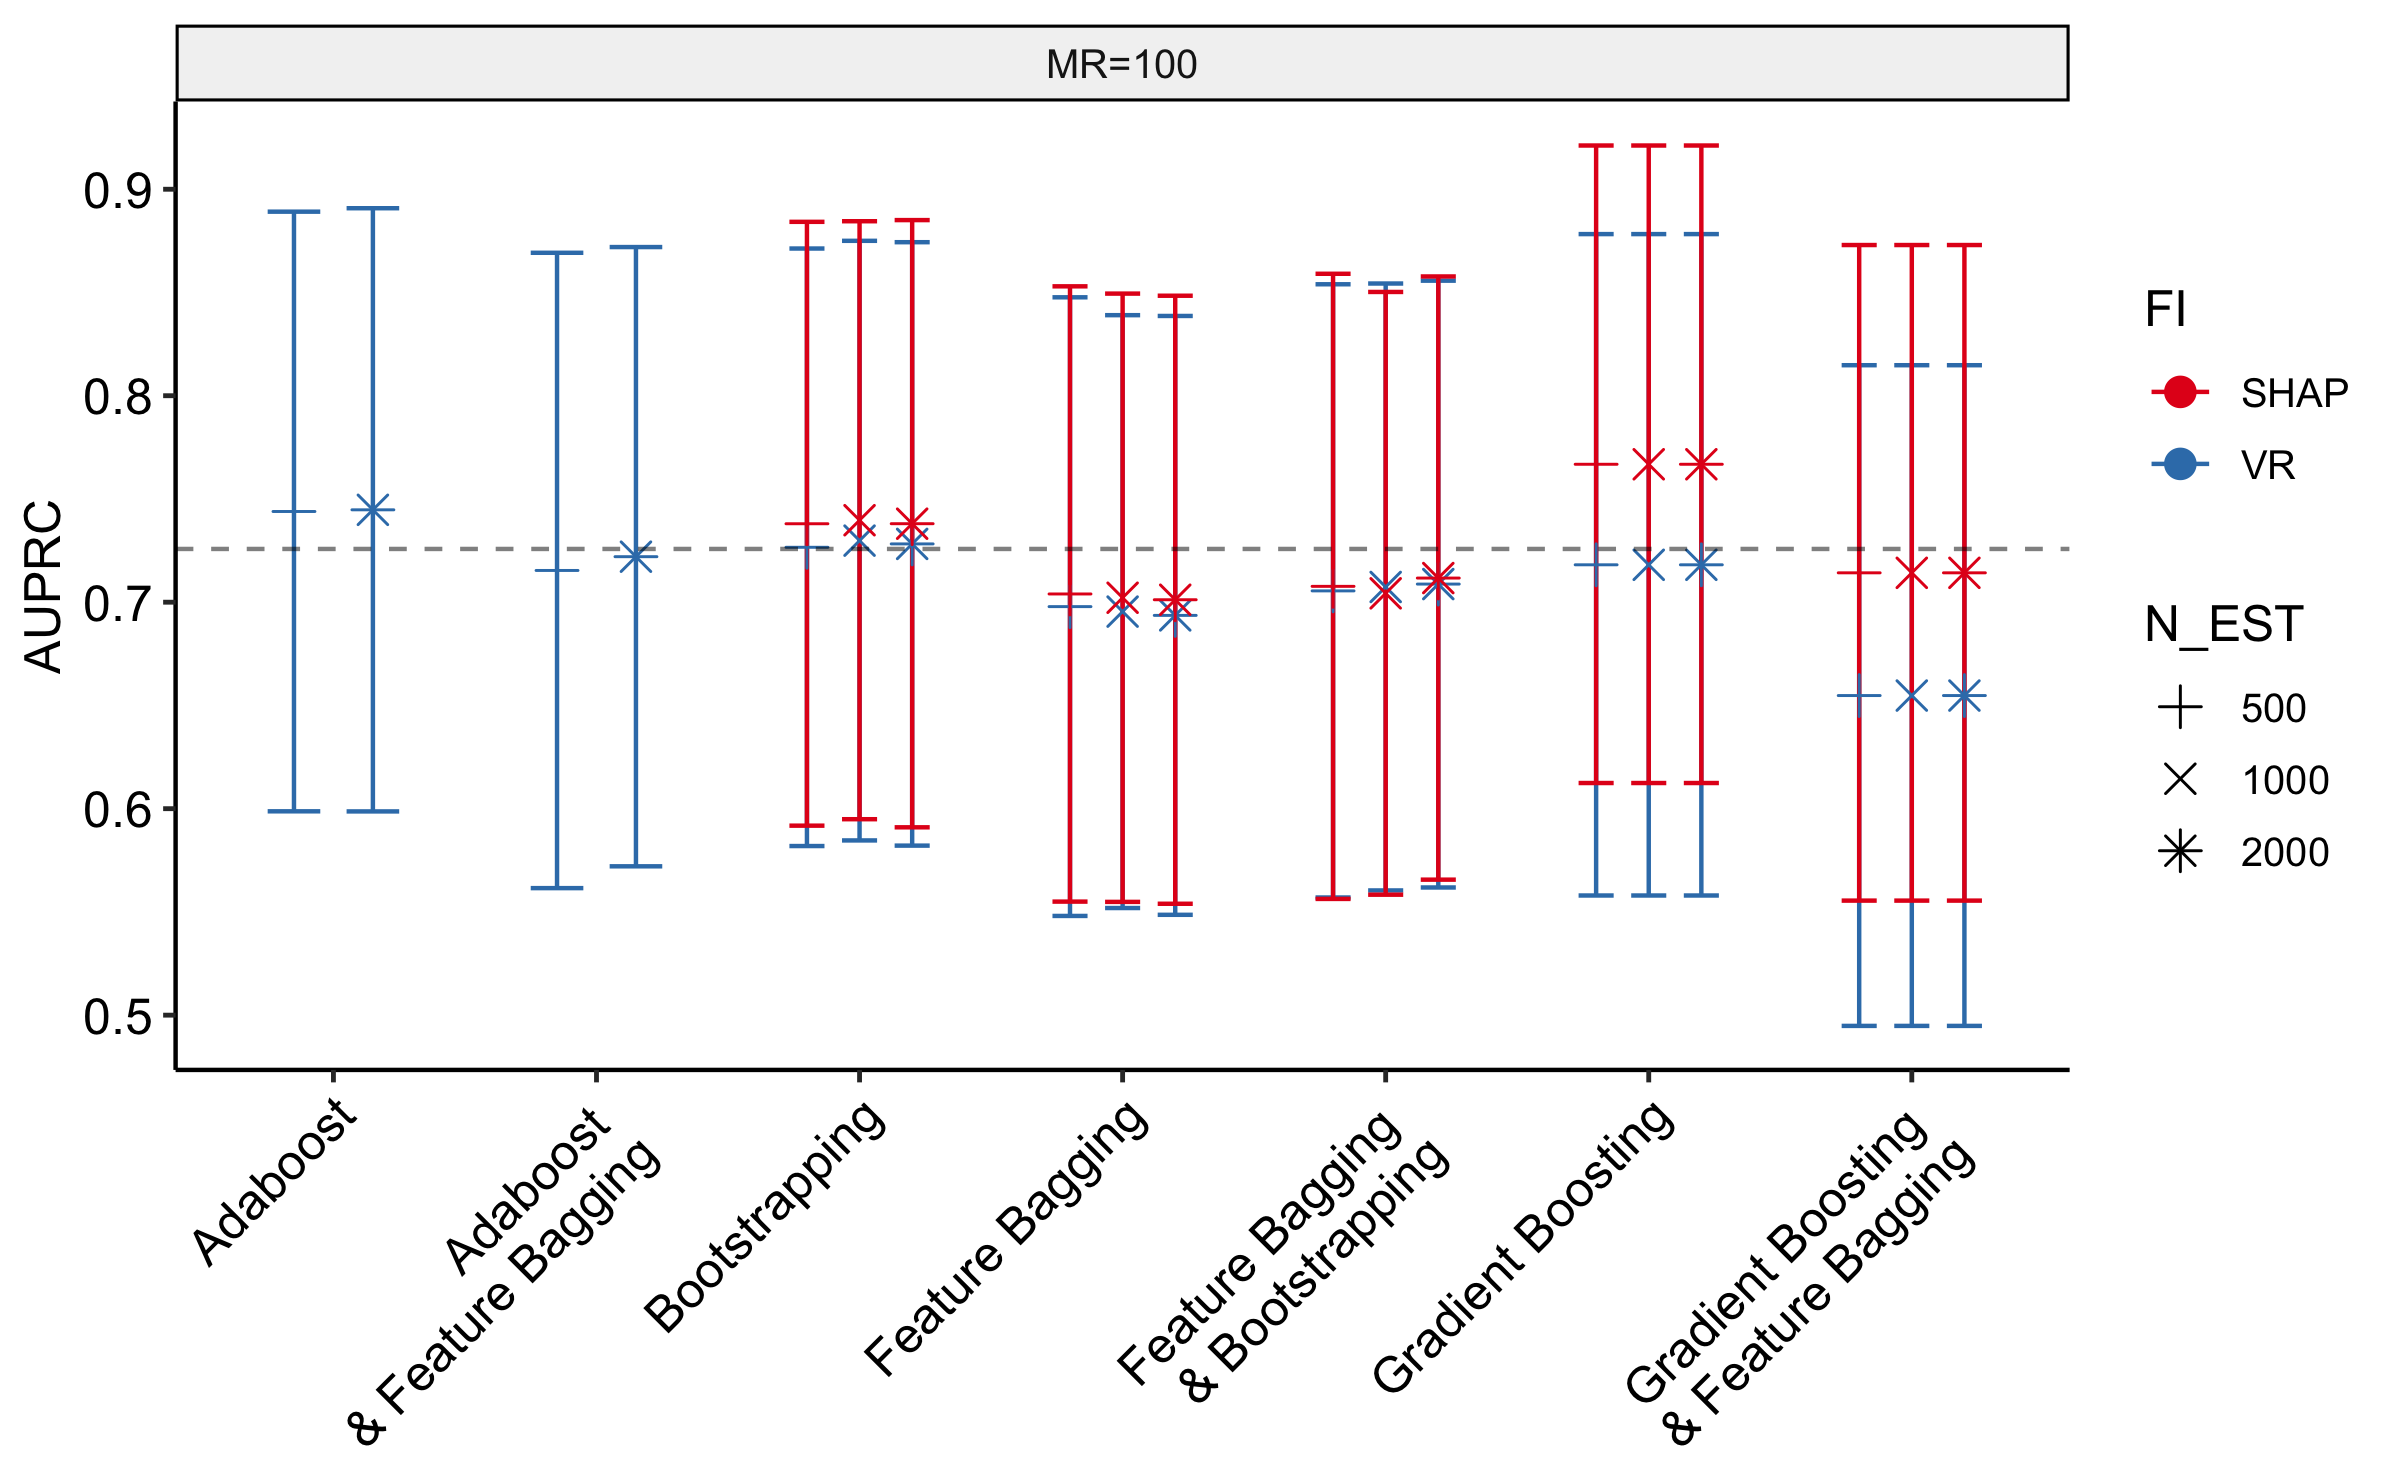 MR=100
AUPRC
0.9
0.8
0.7
0.6
0.5
Adaboost
Adaboost
& Feature Bagging
Bootstrapping
Feature Bagging
Feature Bagging
& Bootstrapping
Gradient Boosting
Gradient Boosting
& Feature Bagging
FI
SHAP
VR
N_EST
500
1000
2000